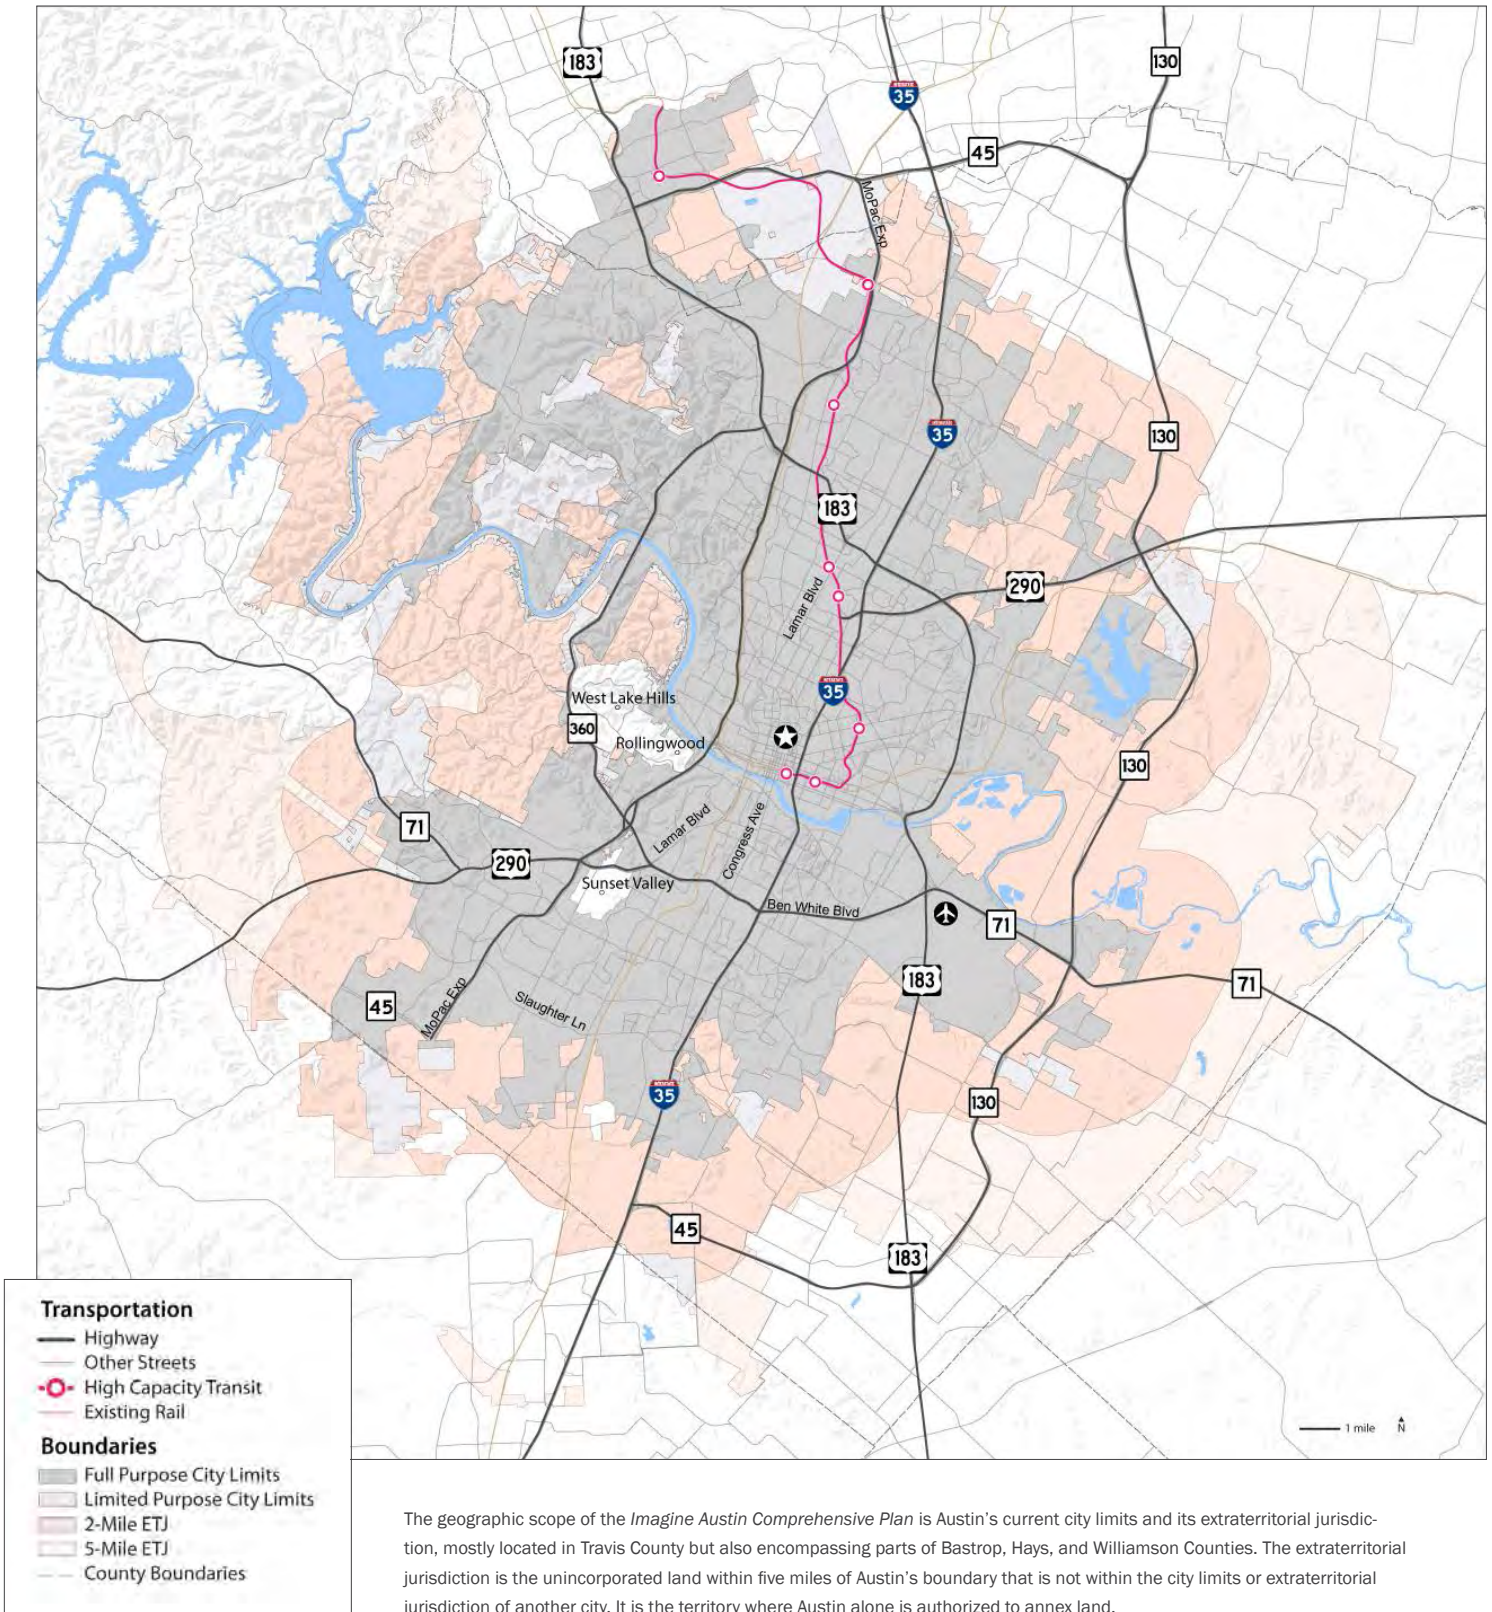 183
35
130
45
MoPac Exp
35
130
183
290
Lamar Blvd
35
West Lake Hills
360
Rollingwood
130
71
290
Lamar Blvd
Congress Ave
Sunset Valley
Ben White Blvd
71
183
71
45
MoPac Exp
Slaughter Ln
35
130
45
183
1 mile N
Transportation
Highway
Other Streets
High Capacity Transit
Existing Rail
Boundaries
Full Purpose City Limits
Limited Purpose City Limits
2-Mile ETJ
5-Mile ETJ
County Boundaries
The geographic scope of the Imagine Austin Comprehensive Plan is Austin’s current city limits and its extraterritorial jurisdic-
tion, mostly located in Travis County but also encompassing parts of Bastrop, Hays, and Williamson Counties. The extraterritorial
jurisdiction is the unincorporated land within five miles of Austin’s boundary that is not within the city limits or extraterritorial
jurisdiction of another city. It is the territory where Austin alone is authorized to annex land.